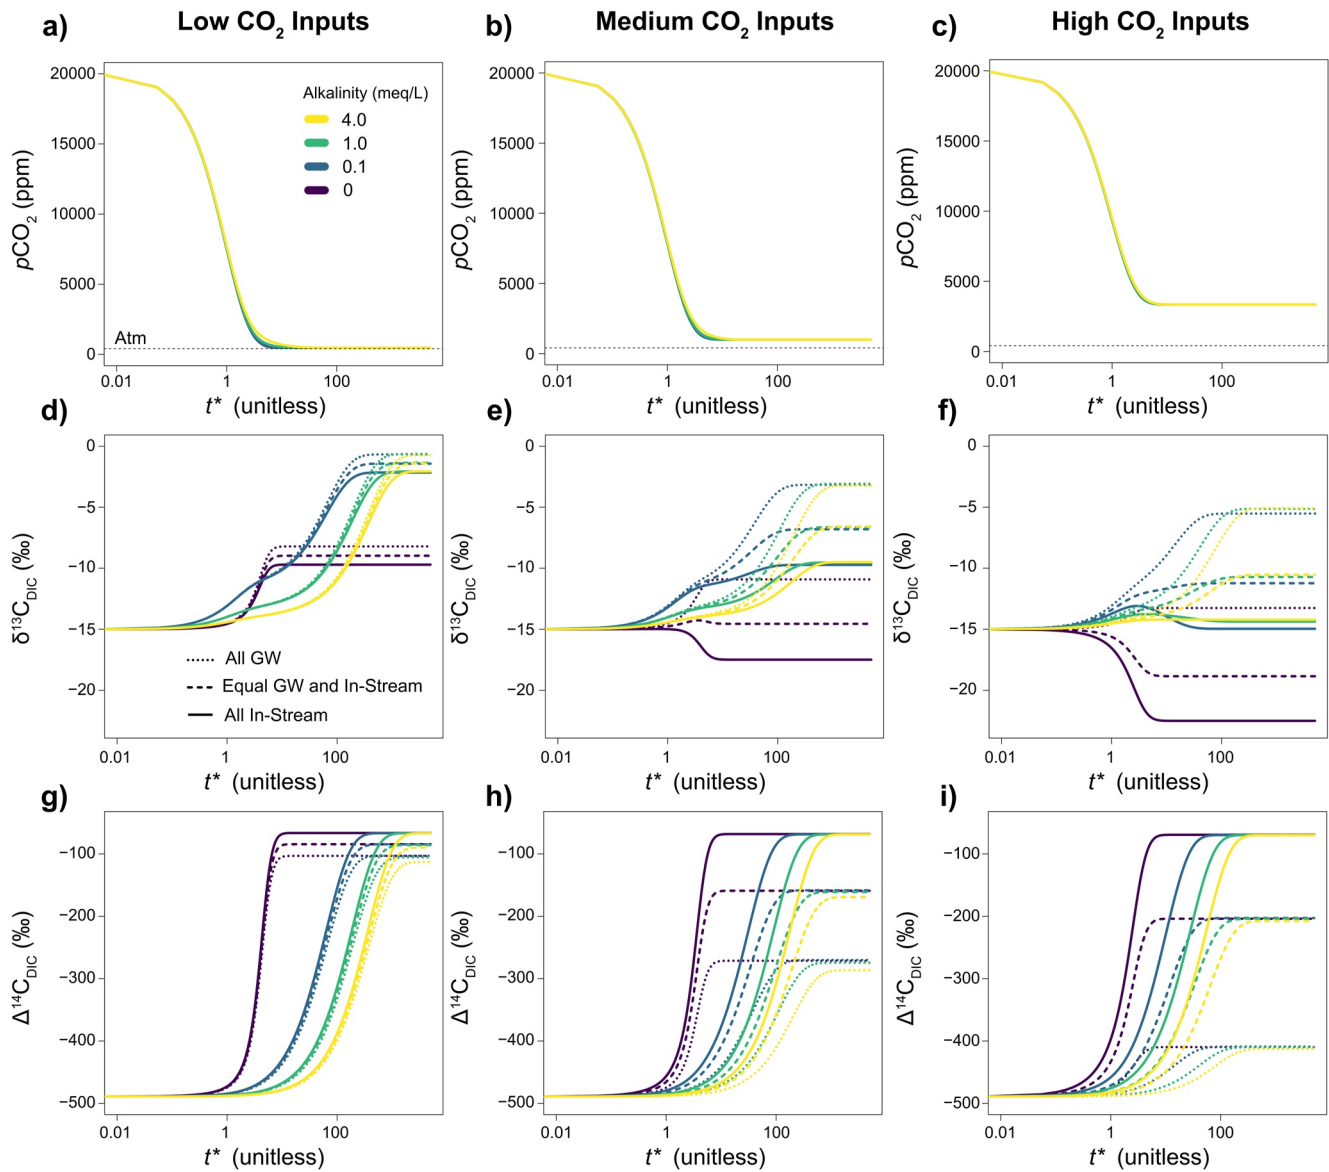 a) Low CO2 Inputs b) Medium CO2 Inputs c) High CO2 Inputs
pCO2 (ppm)
20000
15000
10000
5000
0
Alkalinity (meq/L)
4.0
1.0
0.1
0
Atm
0.01 1 100
t* (unitless)
pCO2 (ppm)
20000
15000
10000
5000
0
0.01 1 100
t* (unitless)
pCO2 (ppm)
20000
15000
10000
5000
0
0.01 1 100
t* (unitless)
d)
δ13CDIC (‰)
0
−5
−10
−15
−20
All GW
Equal GW and In-Stream
All In-Stream
0.01 1 100
t* (unitless)
e)
δ13CDIC (‰)
0
−5
−10
−15
−20
0.01 1 100
t* (unitless)
f)
δ13CDIC (‰)
0
−5
−10
−15
−20
0.01 1 100
t* (unitless)
g)
Δ14CDIC (‰)
−100
−200
−300
−400
−500
0.01 1 100
t* (unitless)
h)
Δ14CDIC (‰)
−100
−200
−300
−400
−500
0.01 1 100
t* (unitless)
i)
Δ14CDIC (‰)
−100
−200
−300
−400
−500
0.01 1 100
t* (unitless)